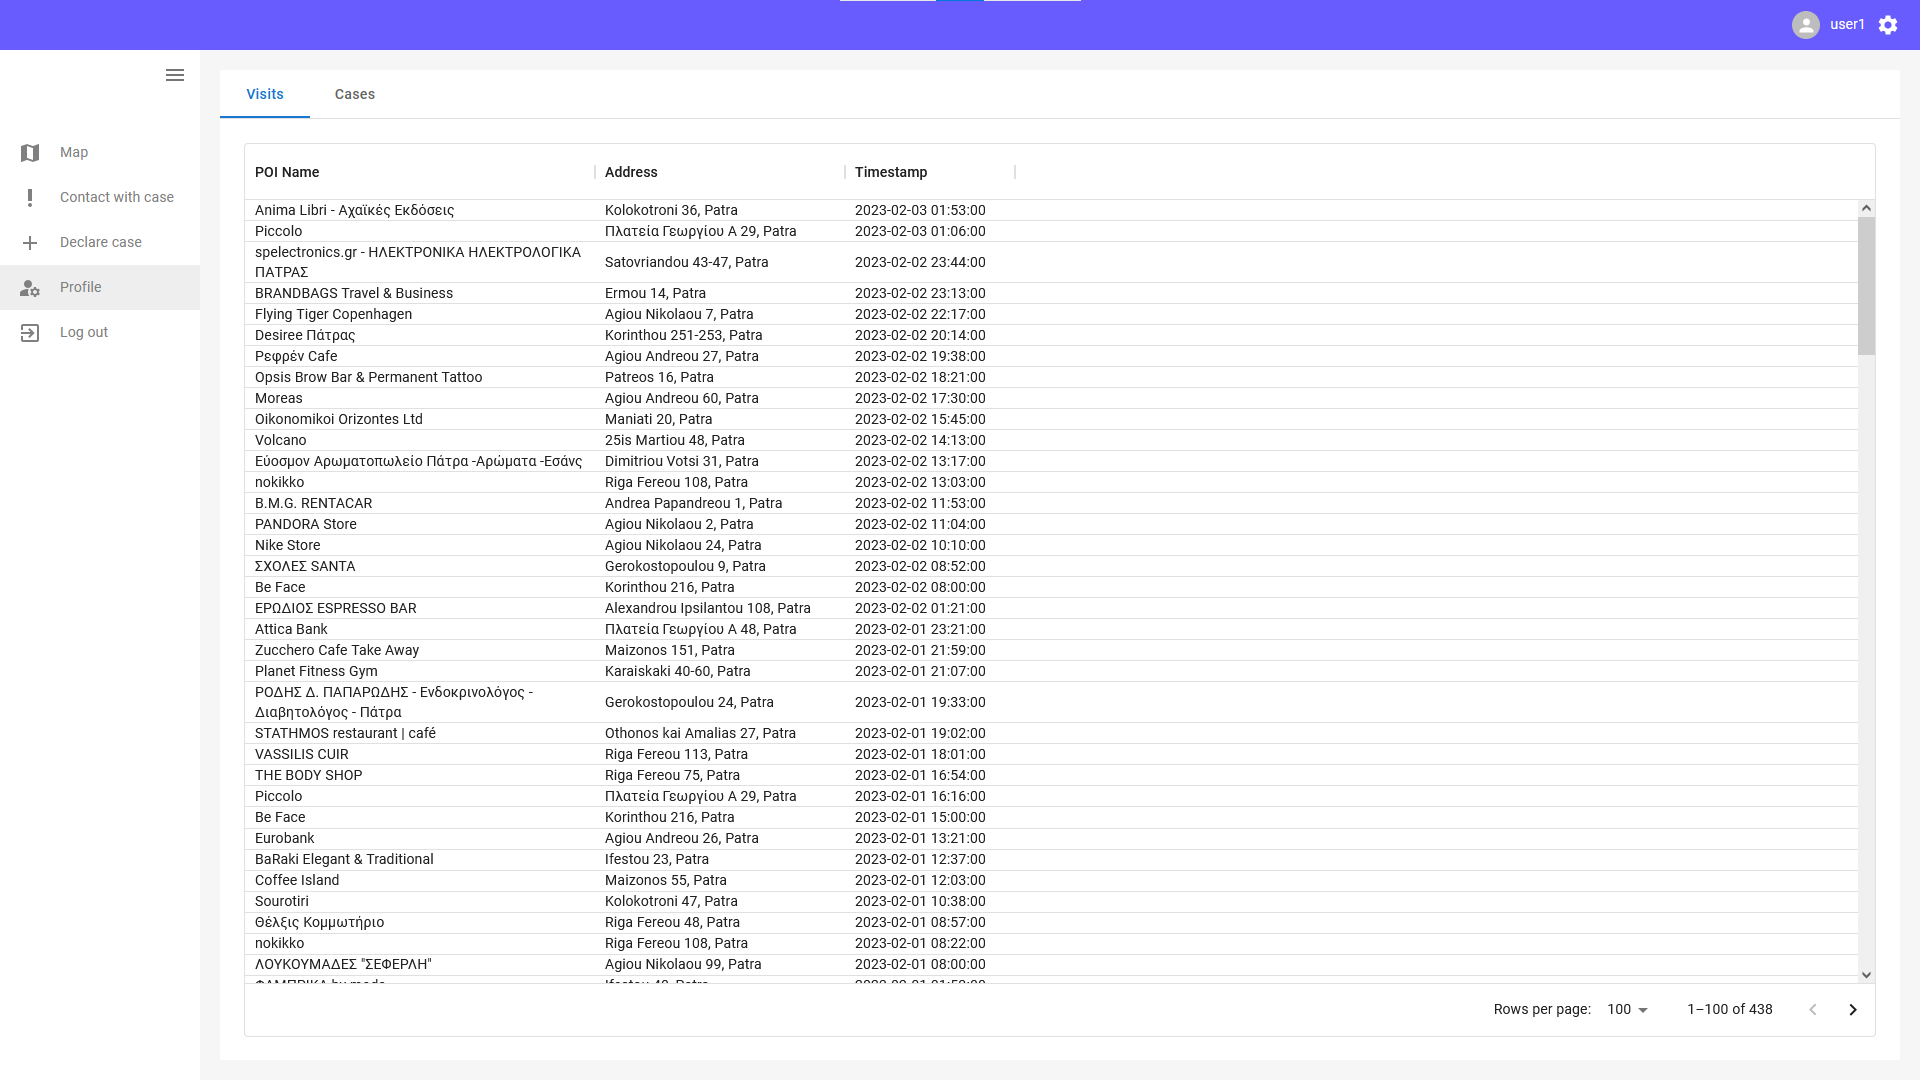 user1
Map
Contact with case
Declare case
Profile
Log out
Visits Cases
POI Name Address Timestamp
Anima Libri - Αχαϊκές Εκδόσεις Kolokotroni 36, Patra 2023-02-03 01:53:00
Piccolo Πλατεία Γεωργίου Α 29, Patra 2023-02-03 01:06:00
spelectronics.gr - ΗΛΕΚΤΡΟΝΙΚΑ ΗΛΕΚΤΡΟΛΟΓΙΚΑ
ΠΑΤΡΑΣ Satovriandou 43-47, Patra 2023-02-02 23:44:00
BRANDBAGS Travel & Business Ermou 14, Patra 2023-02-02 23:13:00
Flying Tiger Copenhagen Agiou Nikolaou 7, Patra 2023-02-02 22:17:00
Desiree Πάτρας Korinthou 251-253, Patra 2023-02-02 20:14:00
Ρεφρέν Cafe Agiou Andreou 27, Patra 2023-02-02 19:38:00
Opsis Brow Bar & Permanent Tattoo Patreos 16, Patra 2023-02-02 18:21:00
Moreas Agiou Andreou 60, Patra 2023-02-02 17:30:00
Oikonomikoi Orizontes Ltd Maniati 20, Patra 2023-02-02 15:45:00
Volcano 25is Martiou 48, Patra 2023-02-02 14:13:00
Εύοσμον Αρωματοπωλείο Πάτρα -Αρώματα -Εσάνς Dimitriou Votsi 31, Patra 2023-02-02 13:17:00
nokikko Riga Fereou 108, Patra 2023-02-02 13:03:00
B.M.G. RENTACAR Andrea Papandreou 1, Patra 2023-02-02 11:53:00
PANDORA Store Agiou Nikolaou 2, Patra 2023-02-02 11:04:00
Nike Store Agiou Nikolaou 24, Patra 2023-02-02 10:10:00
ΣΧΟΛΕΣ SANTA Gerokostopoulou 9, Patra 2023-02-02 08:52:00
Be Face Korinthou 216, Patra 2023-02-02 08:00:00
ΕΡΩΔΙΟΣ ESPRESSO BAR Alexandrou Ipsilantou 108, Patra 2023-02-02 01:21:00
Attica Bank Πλατεία Γεωργίου Α 48, Patra 2023-02-01 23:21:00
Zucchero Cafe Take Away Maizonos 151, Patra 2023-02-01 21:59:00
Planet Fitness Gym Karaiskaki 40-60, Patra 2023-02-01 21:07:00
ΡΟΔΗΣ Δ. ΠΑΠΑΡΩΔΗΣ - Ενδοκρινολόγος -
Διαβητολόγος - Πάτρα Gerokostopoulou 24, Patra 2023-02-01 19:33:00
STATHMOS restaurant | café Othonos kai Amalias 27, Patra 2023-02-01 19:02:00
VASSILIS CUIR Riga Fereou 113, Patra 2023-02-01 18:01:00
THE BODY SHOP Riga Fereou 75, Patra 2023-02-01 16:54:00
Piccolo Πλατεία Γεωργίου Α 29, Patra 2023-02-01 16:16:00
Be Face Korinthou 216, Patra 2023-02-01 15:00:00
Eurobank Agiou Andreou 26, Patra 2023-02-01 13:21:00
BaRaki Elegant & Traditional Ifestou 23, Patra 2023-02-01 12:37:00
Coffee Island Maizonos 55, Patra 2023-02-01 12:03:00
Sourotiri Kolokotroni 47, Patra 2023-02-01 10:38:00
Θέλξις Κομμωτήριο Riga Fereou 48, Patra 2023-02-01 08:57:00
nokikko Riga Fereou 108, Patra 2023-02-01 08:22:00
ΛΟΥΚΟΥΜΑΔΕΣ "ΣΕΦΕΡΛΗ" Agiou Nikolaou 99, Patra 2023-02-01 08:00:00
Rows per page: 100 1–100 of 438